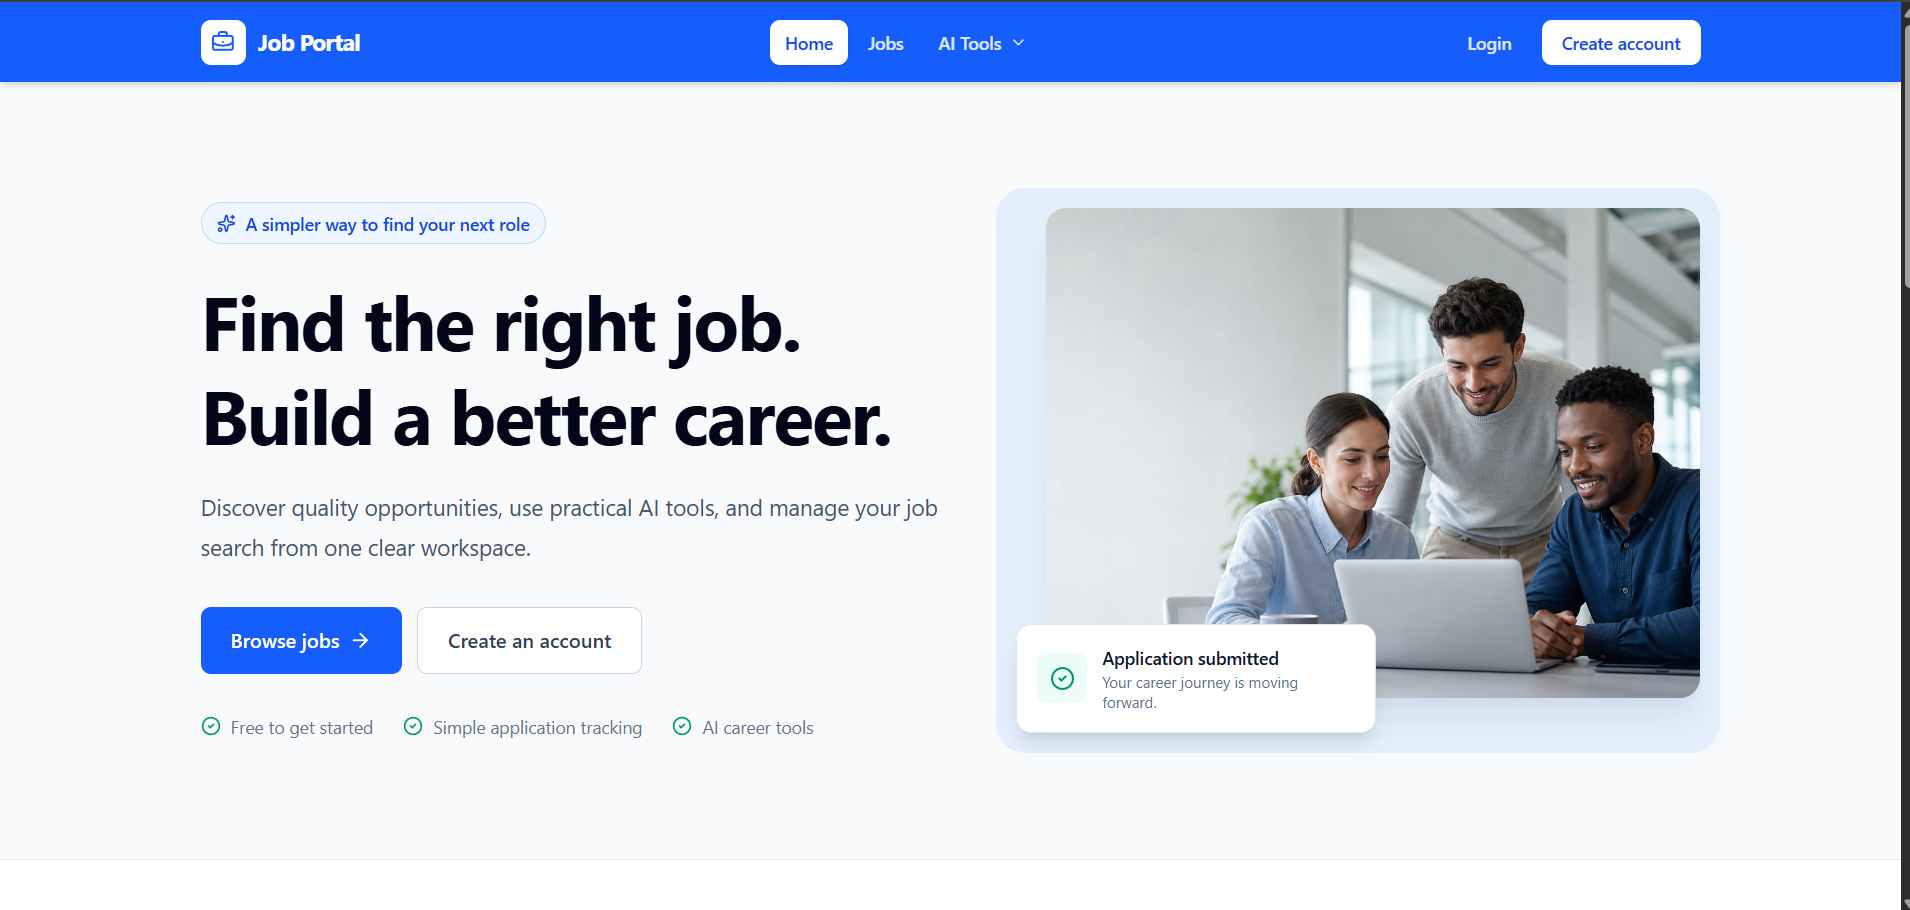 Job Portal
Home
Jobs
AI Tools
Login
Create account
A simpler way to find your next role
Find the right job.
Build a better career.
Discover quality opportunities, use practical AI tools, and manage your job
search from one clear workspace.
Browse jobs
Create an account
Free to get started
Simple application tracking
AI career tools
Application submitted
Your career journey is moving
forward.